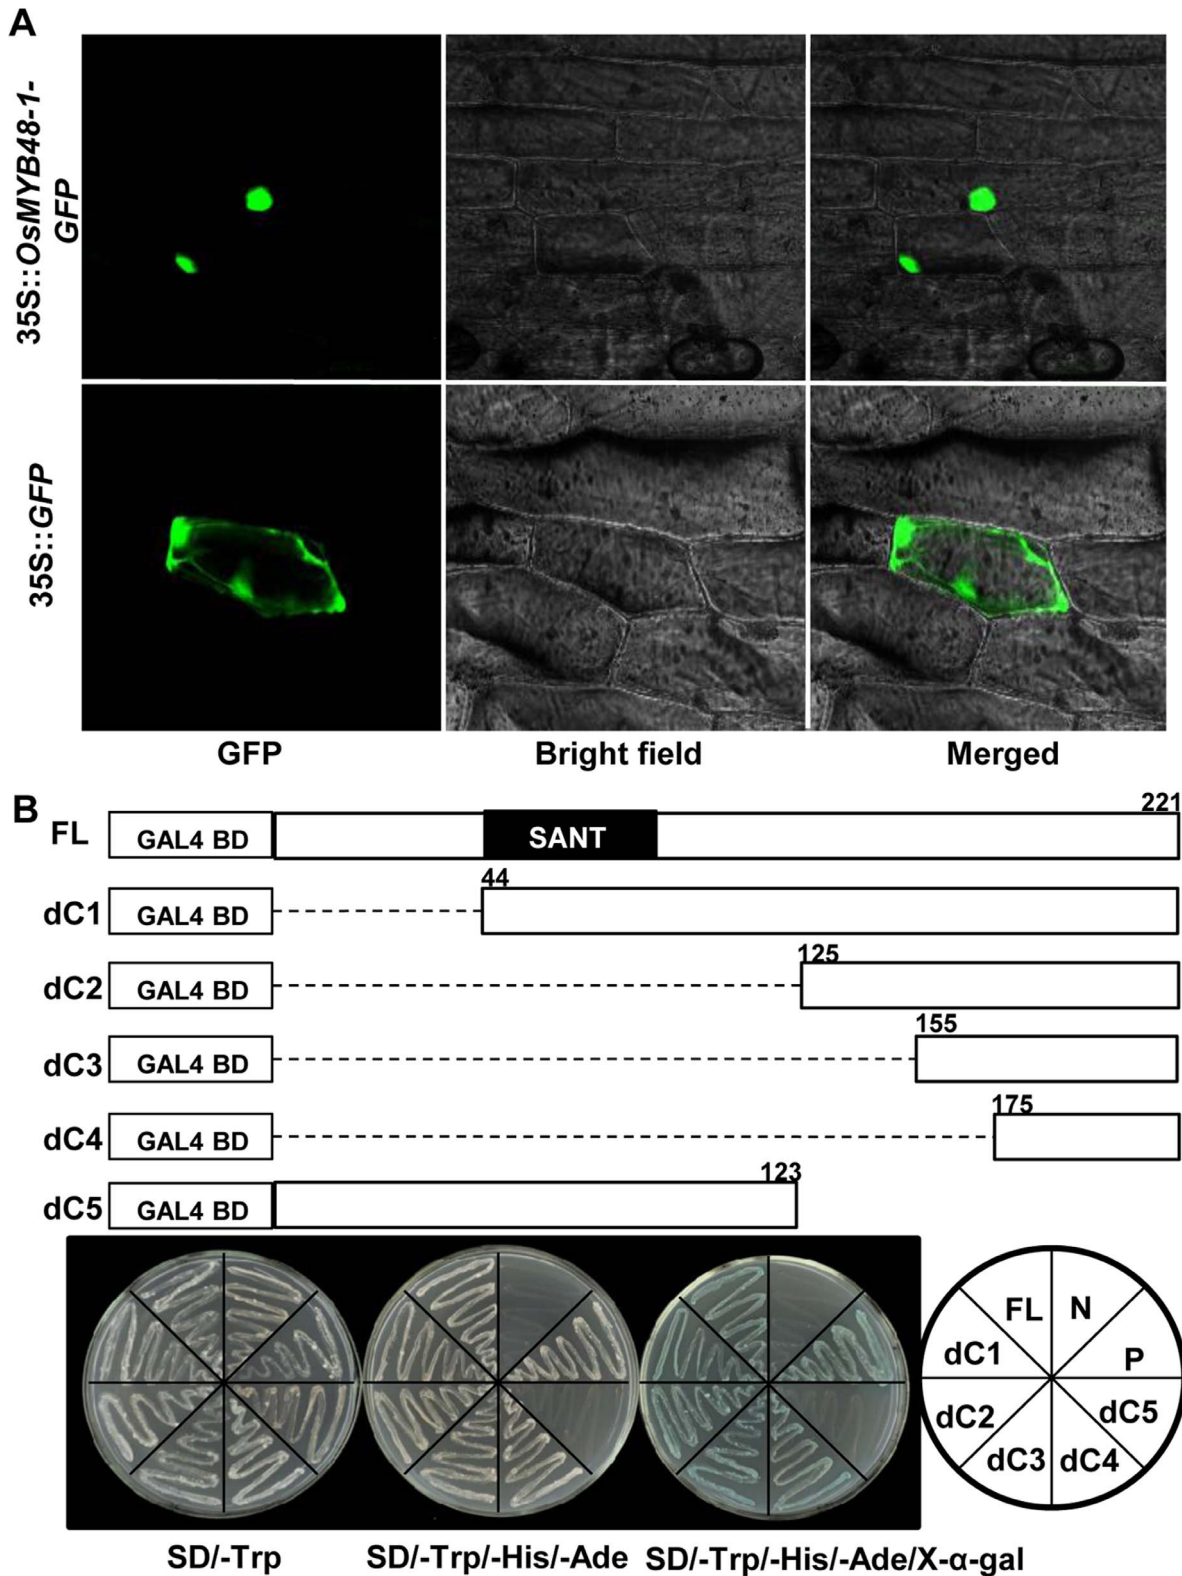 A
35S::OsMYB48-1-
GFP
35S::GFP
GFP
Bright field
Merged
B
221
FL
GAL4 BD
SANT
44
dC1
GAL4 BD
125
dC2
GAL4 BD
155
dC3
GAL4 BD
175
dC4
GAL4 BD
123
dC5
GAL4 BD
FL
N
dC1
P
dC2
dC5
dC3
dC4
SD/-Trp
SD/-Trp/-His/-Ade
SD/-Trp/-His/-Ade/X-α-gal